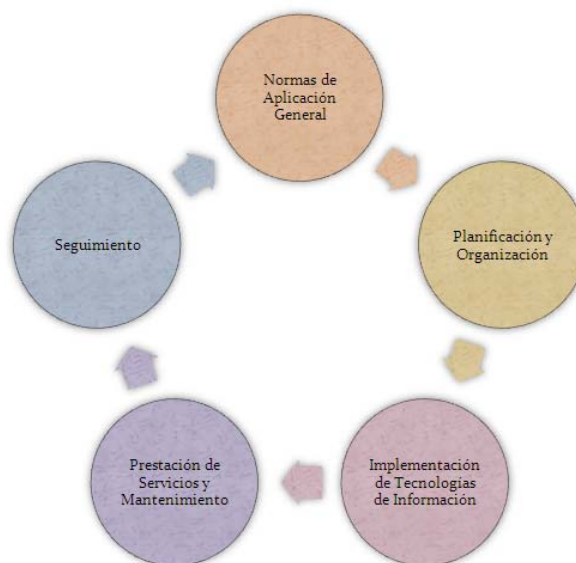 Normas de
Aplicación
General
Planificación y
Organización
Implementación
de Tecnologías
de Información
Prestación de
Servicios y
Mantenimiento
Seguimiento